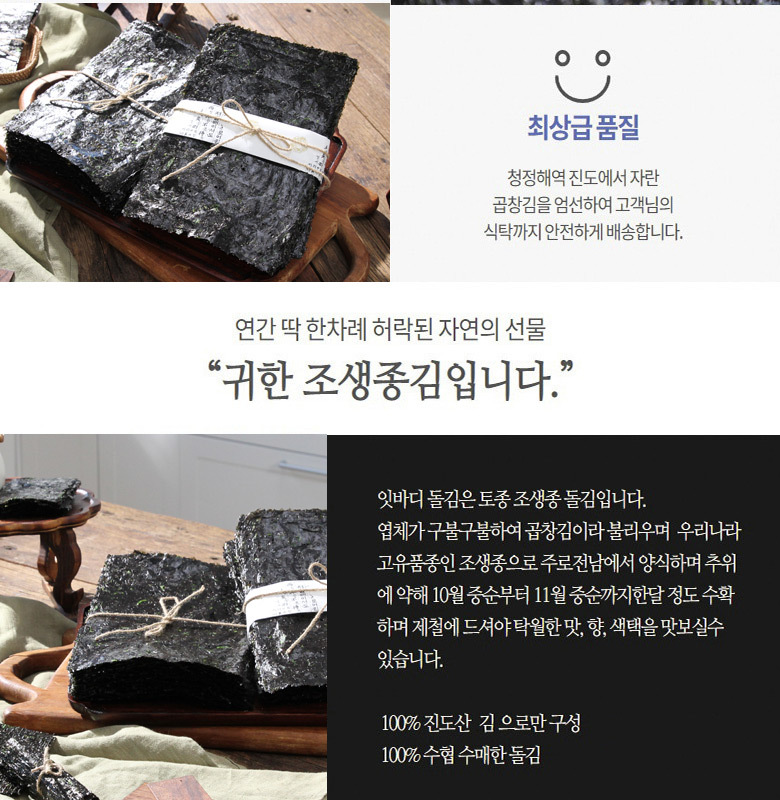 최상급 품질
청정해역 진도에서 자란
곱창김을 엄선하여 고객님의
식탁까지 안전하게 배송합니다.
연간 딱 한차례 허락된 자연의 선물
“귀한 조생종김입니다.”
잇바디 돌김은 토종 조생종 돌김입니다.
엽체가 구불구불하여 곱창김이라 불리우며 우리나라
고유품종인 조생종으로 주로전남에서 양식하며 추위
에 약해 10월 중순부터 11월 중순까지한달 정도 수확
하며 제철에 드셔야 탁월한 맛, 향, 색택을 맛보실수
있습니다.
100% 진도산 김 으로만 구성
100% 수협 수매한 돌김